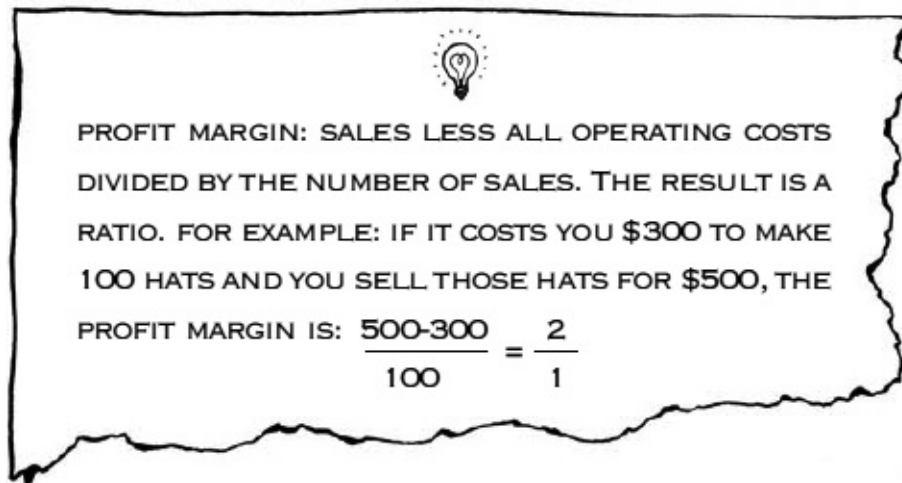 PROFIT MARGIN: SALES LESS ALL OPERATING COSTS
DIVIDED BY THE NUMBER OF SALES. THE RESULT IS A
RATIO. FOR EXAMPLE: IF IT COSTS YOU $300 TO MAKE
100 HATS AND YOU SELL THOSE HATS FOR $500, THE
PROFIT MARGIN IS: 500-300 / 100 = 2 / 1